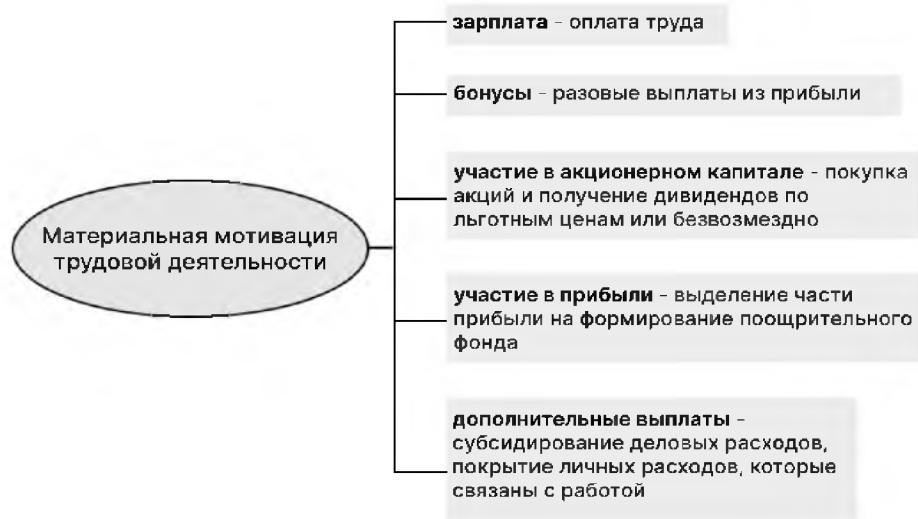 зарплата - оплата труда
бонусы - разовые выплаты из прибыли
участие в акционерном капитале - покупка
акций и получение дивидендов по
льготным ценам или безвозмездно
Материальная мотивация
трудовой деятельности
участие в прибыли - выделение части
прибыли на формирование поощрительного
фонда
дополнительные выплаты -
субсидирование деловых расходов,
покрытие личных расходов, которые
связаны с работой